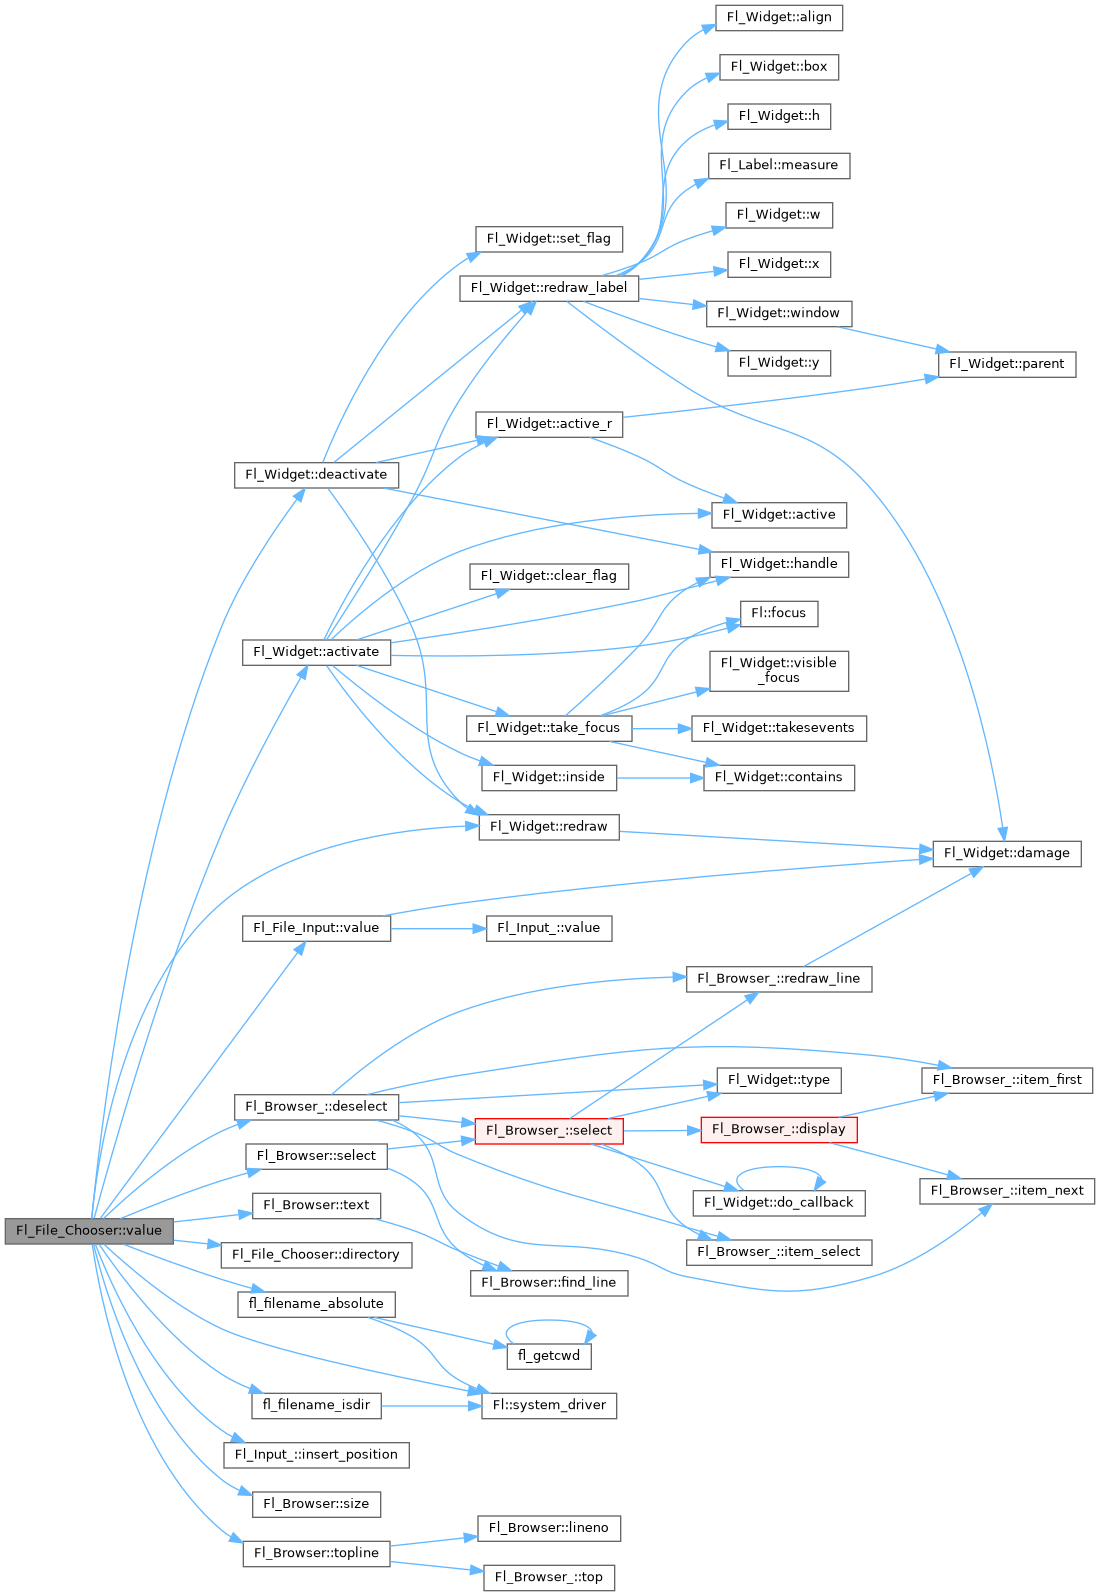 Fl_Widget::align
Fl_Widget::box
Fl_Widget::h
Fl_Label::measure
Fl_Widget::w
Fl_Widget::set_flag
Fl_Widget::x
Fl_Widget::redraw_label
Fl_Widget::window
Fl_Widget::y
Fl_Widget::parent
Fl_Widget::active_r
Fl_Widget::deactivate
Fl_Widget::active
Fl_Widget::handle
Fl_Widget::clear_flag
Fl::focus
Fl_Widget::activate
Fl_Widget::visible
_focus
Fl_Widget::take_focus
Fl_Widget::takesevents
Fl_Widget::inside
Fl_Widget::contains
Fl_Widget::redraw
Fl_Widget::damage
Fl_File_Input::value
Fl_Input_::value
Fl_Browser_::redraw_line
Fl_Widget::type
Fl_Browser_::item_first
Fl_Browser_::deselect
Fl_Browser_::select
Fl_Browser_::display
Fl_Browser::select
Fl_Browser_::item_next
Fl_Widget::do_callback
Fl_Browser::text
Fl_File_Chooser::value
Fl_Browser_::item_select
Fl_File_Chooser::directory
Fl_Browser::find_line
fl_filename_absolute
fl_getcwd
fl_filename_isdir
Fl::system_driver
Fl_Input_::insert_position
Fl_Browser::size
Fl_Browser::lineno
Fl_Browser::topline
Fl_Browser_::top